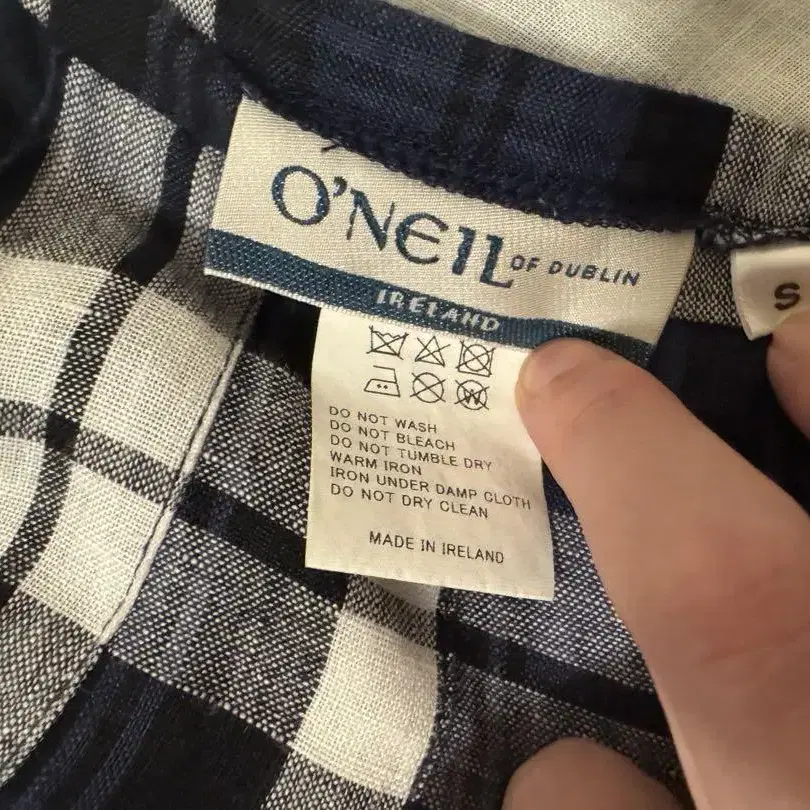 O'NEIL OF DUBLIN
IRELAND
S
DO NOT WASH
DO NOT BLEACH
DO NOT TUMBLE DRY
WARM IRON
IRON UNDER DAMP CLOTH
DO NOT DRY CLEAN
MADE IN IRELAND